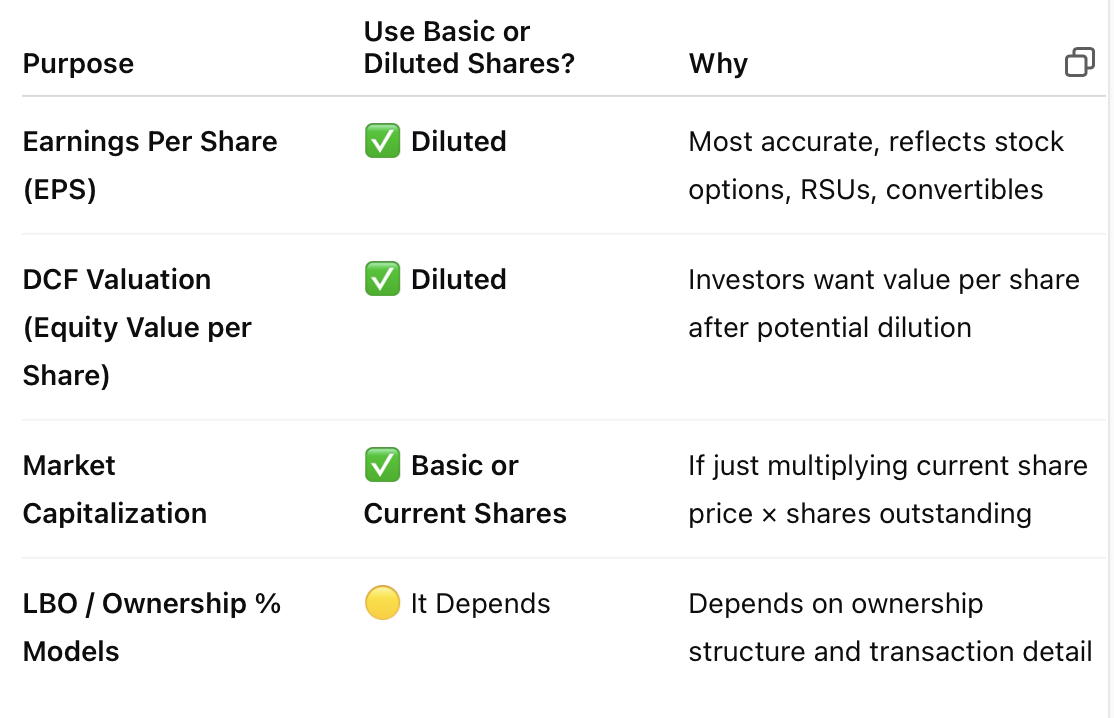 Purpose
Use Basic or
Diluted Shares?
Why
Earnings Per Share
(EPS)
✅ Diluted
Most accurate, reflects stock
options, RSUs, convertibles
DCF Valuation
(Equity Value per
Share)
✅ Diluted
Investors want value per share
after potential dilution
Market
Capitalization
✅ Basic or
Current Shares
If just multiplying current share
price × shares outstanding
LBO / Ownership %
Models
🟡 It Depends
Depends on ownership
structure and transaction detail